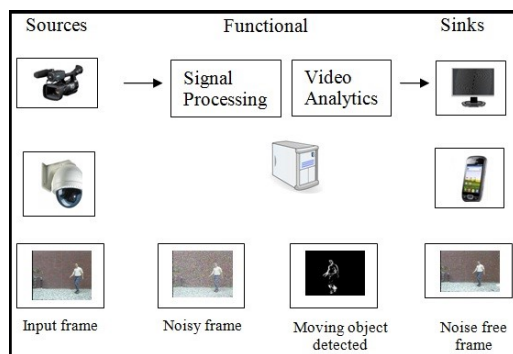 Sources
Functional
Sinks
Signal
Processing
Video
Analytics
Input frame
Noisy frame
Moving object
detected
Noise free
frame